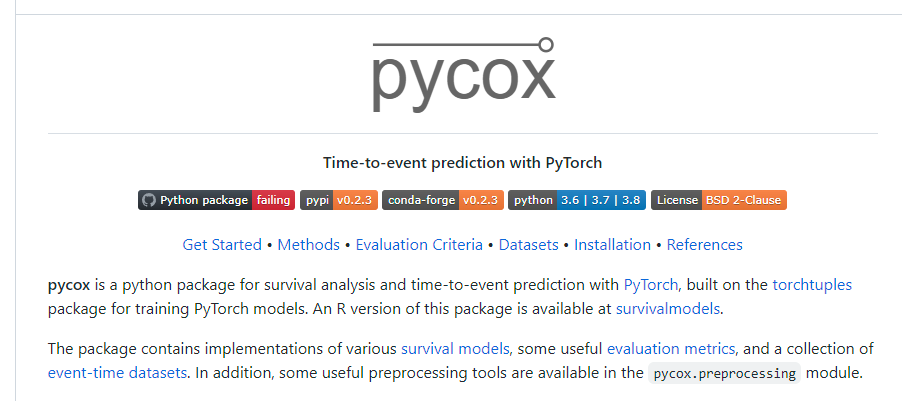 pycox
Time-to-event prediction with PyTorch
Python package failing pypi v0.2.3 conda-forge v0.2.3 python 3.6 | 3.7 | 3.8 License BSD 2-Clause
Get Started • Methods • Evaluation Criteria • Datasets • Installation • References
pycox is a python package for survival analysis and time-to-event prediction with PyTorch, built on the torchtuples
package for training PyTorch models. An R version of this package is available at survivalmodels.
The package contains implementations of various survival models, some useful evaluation metrics, and a collection of
event-time datasets. In addition, some useful preprocessing tools are available in the pycox.preprocessing module.